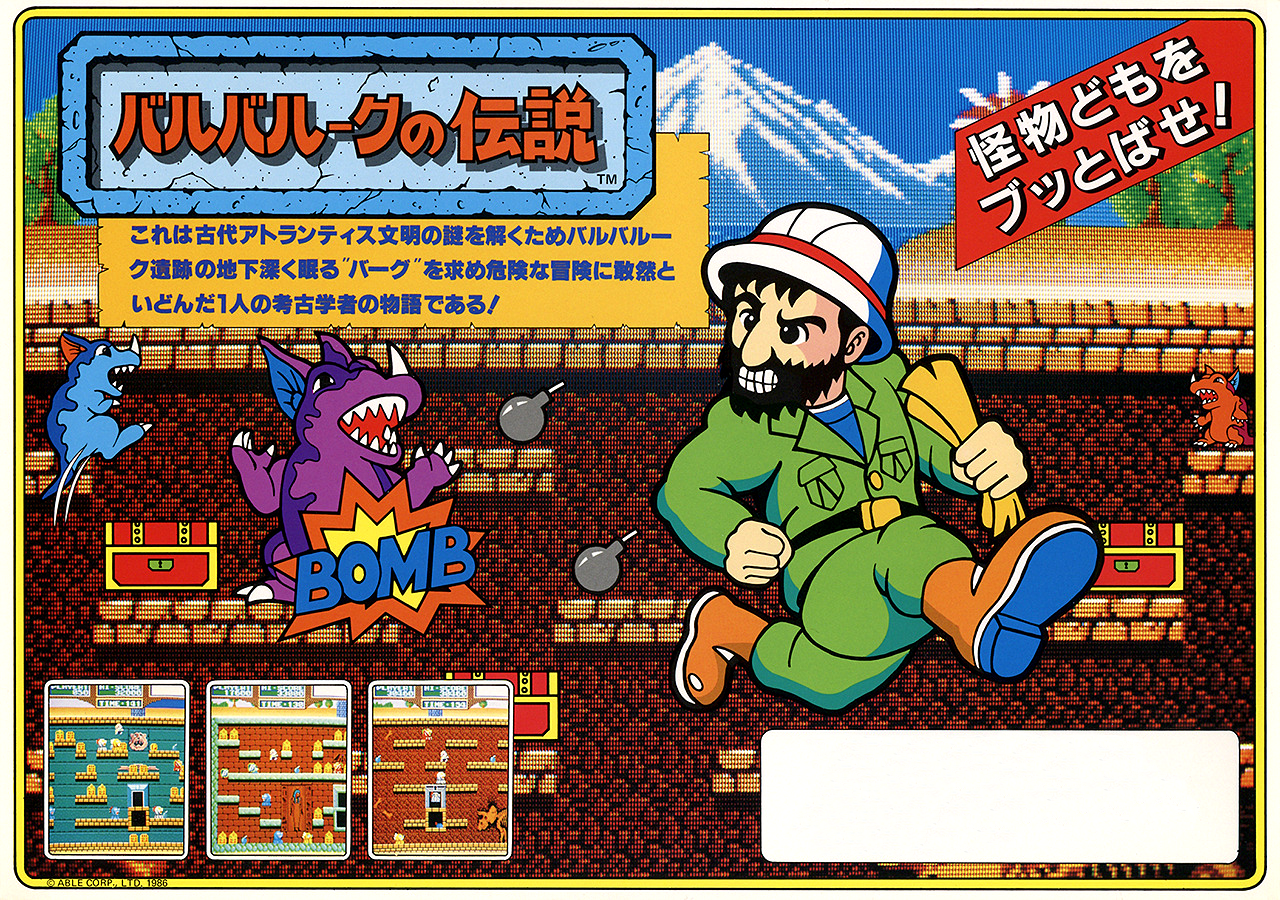 バルバルークの伝説
TM
怪物どもを
ブッとばせ!
これは古代アトランティス文明の謎を解くためバルバルー
ク遺跡の地下深く眠る"バーグ"を求め危険な冒険に敢然と
いどんだ1人の考古学者の物語である!
BOMB
TIME-191
© ABLE CORP., LTD. 1986